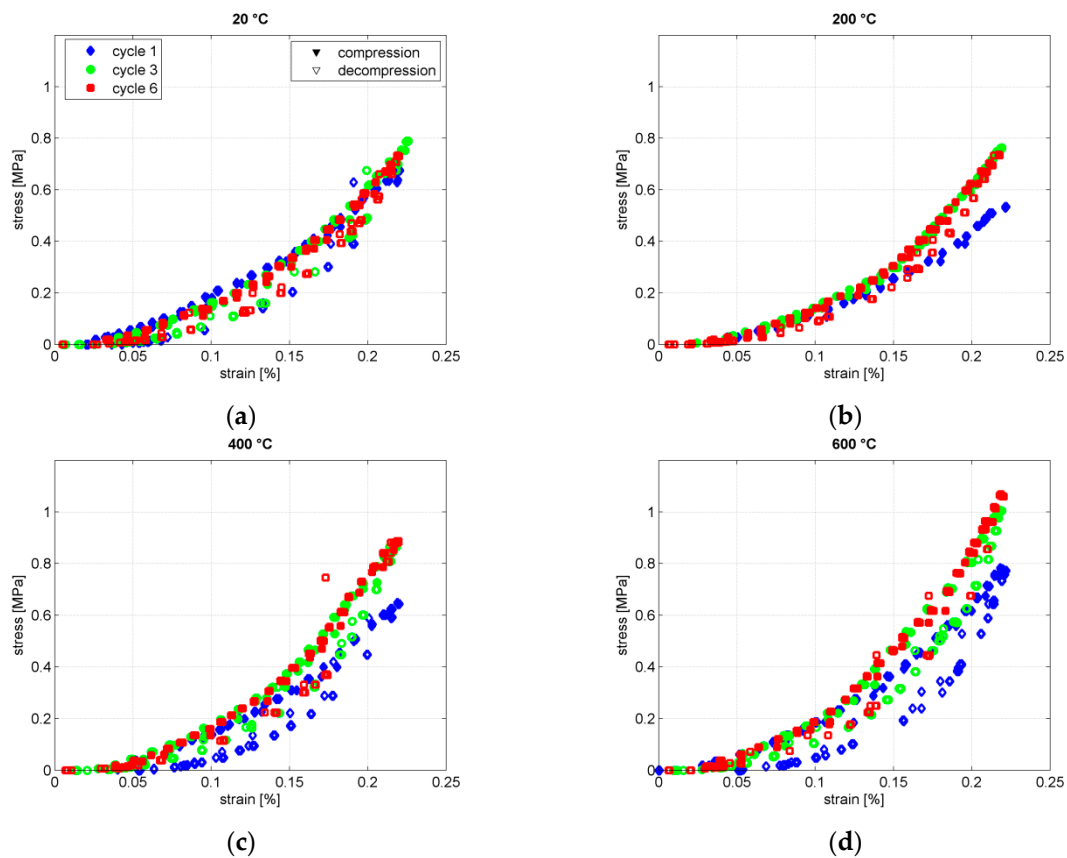 20 °C
cycle 1
cycle 3
cycle 6
compression
decompression
stress [MPa]
1
0.8
0.6
0.4
0.2
0
0 0.05 0.1 0.15 0.2 0.25
strain [%]
(a)
200 °C
stress [MPa]
1
0.8
0.6
0.4
0.2
0
0 0.05 0.1 0.15 0.2 0.25
strain [%]
(b)
400 °C
stress [MPa]
1
0.8
0.6
0.4
0.2
0
0 0.05 0.1 0.15 0.2 0.25
strain [%]
(c)
600 °C
stress [MPa]
1
0.8
0.6
0.4
0.2
0
0 0.05 0.1 0.15 0.2 0.25
strain [%]
(d)